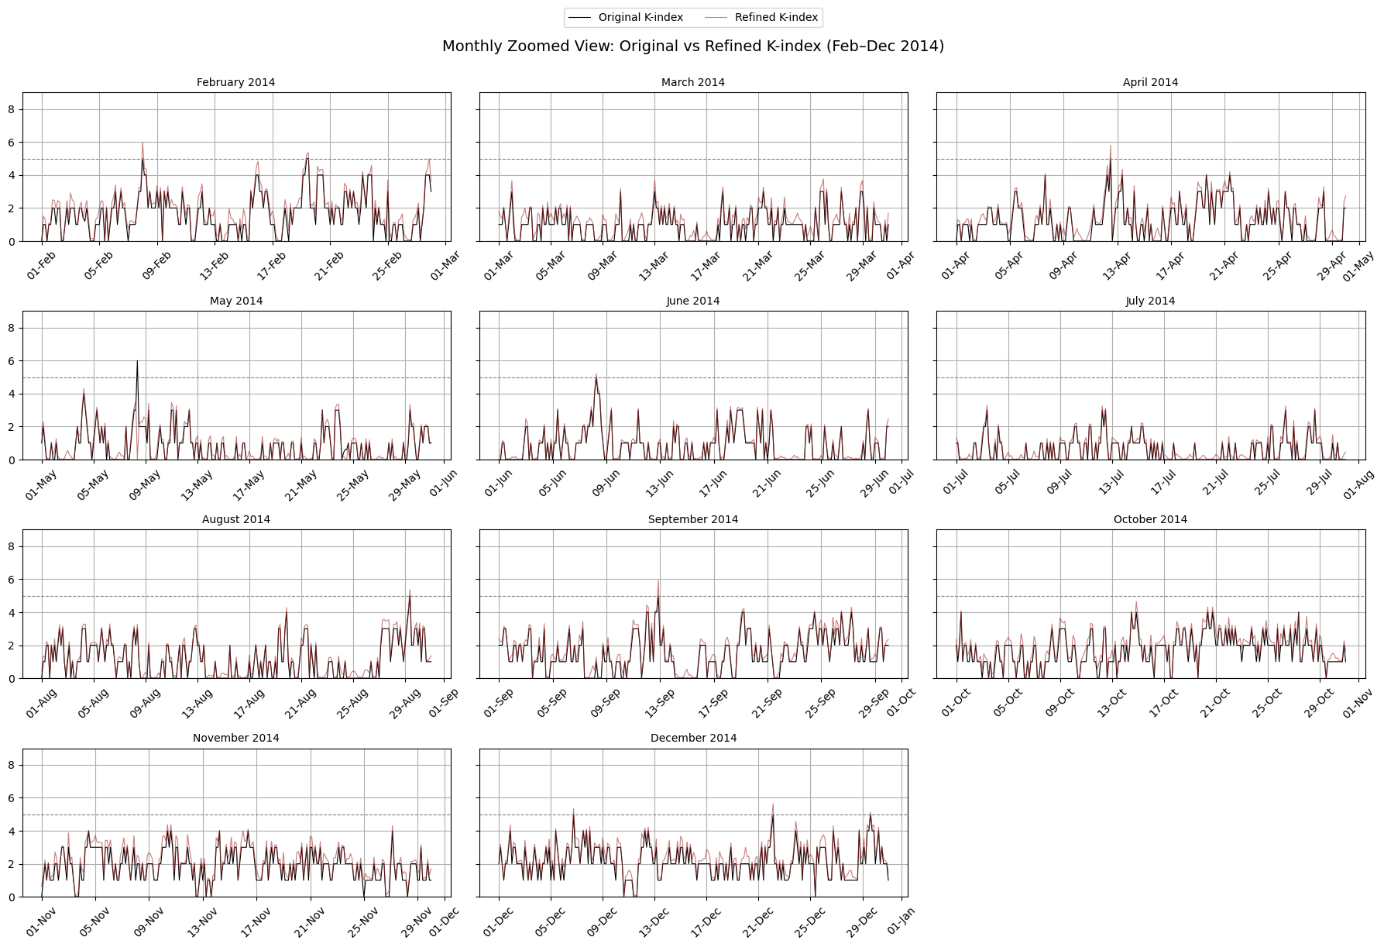 Original K-index Refined K-index
Monthly Zoomed View: Original vs Refined K-index (Feb–Dec 2014)
February 2014 March 2014 April 2014
8
6
4
2
0
01-Feb 05-Feb 09-Feb 13-Feb 17-Feb 21-Feb 25-Feb 01-Mar 01-Mar 05-Mar 09-Mar 13-Mar 17-Mar 21-Mar 25-Mar 29-Mar 01-Apr 01-Apr 05-Apr 09-Apr 13-Apr 17-Apr 21-Apr 25-Apr 29-Apr 01-May
May 2014 June 2014 July 2014
8
6
4
2
0
01-May 05-May 09-May 13-May 17-May 21-May 25-May 29-May 01-Jun 01-Jun 05-Jun 09-Jun 13-Jun 17-Jun 21-Jun 25-Jun 29-Jun 01-Jul 01-Jul 05-Jul 09-Jul 13-Jul 17-Jul 21-Jul 25-Jul 29-Jul 01-Aug
August 2014 September 2014 October 2014
8
6
4
2
0
01-Aug 05-Aug 09-Aug 13-Aug 17-Aug 21-Aug 25-Aug 29-Aug 01-Sep 01-Sep 05-Sep 09-Sep 13-Sep 17-Sep 21-Sep 25-Sep 29-Sep 01-Oct 01-Oct 05-Oct 09-Oct 13-Oct 17-Oct 21-Oct 25-Oct 29-Oct 01-Nov
November 2014 December 2014
8
6
4
2
0
01-Nov 05-Nov 09-Nov 13-Nov 17-Nov 21-Nov 25-Nov 29-Nov 01-Dec 01-Dec 05-Dec 09-Dec 13-Dec 17-Dec 21-Dec 25-Dec 29-Dec 01-Jan